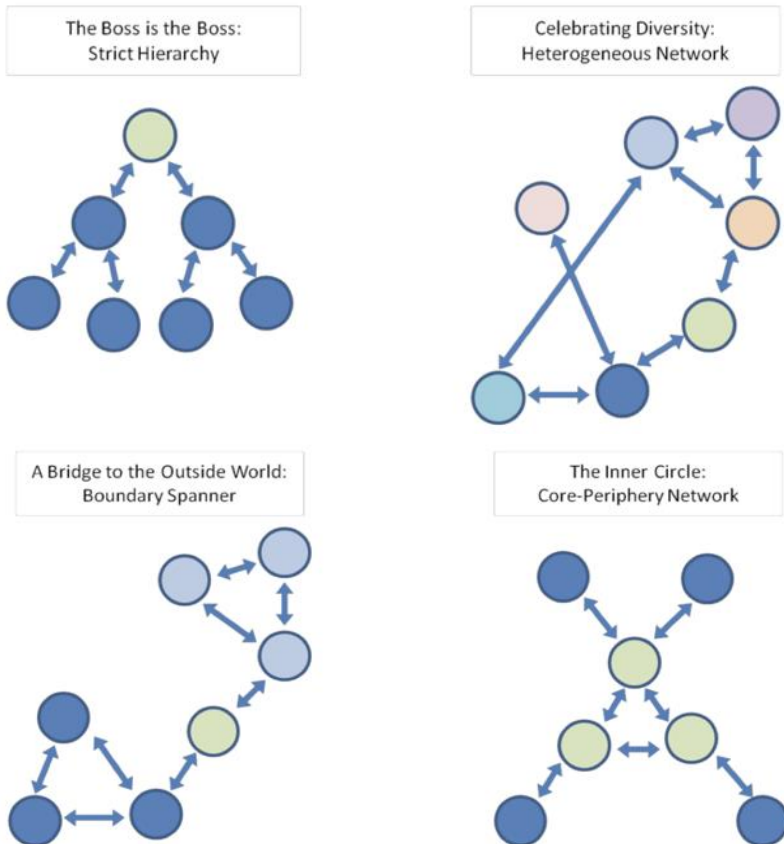 The Boss is the Boss:
Strict Hierarchy
Celebrating Diversity:
Heterogeneous Network
A Bridge to the Outside World:
Boundary Spanner
The Inner Circle:
Core-Periphery Network